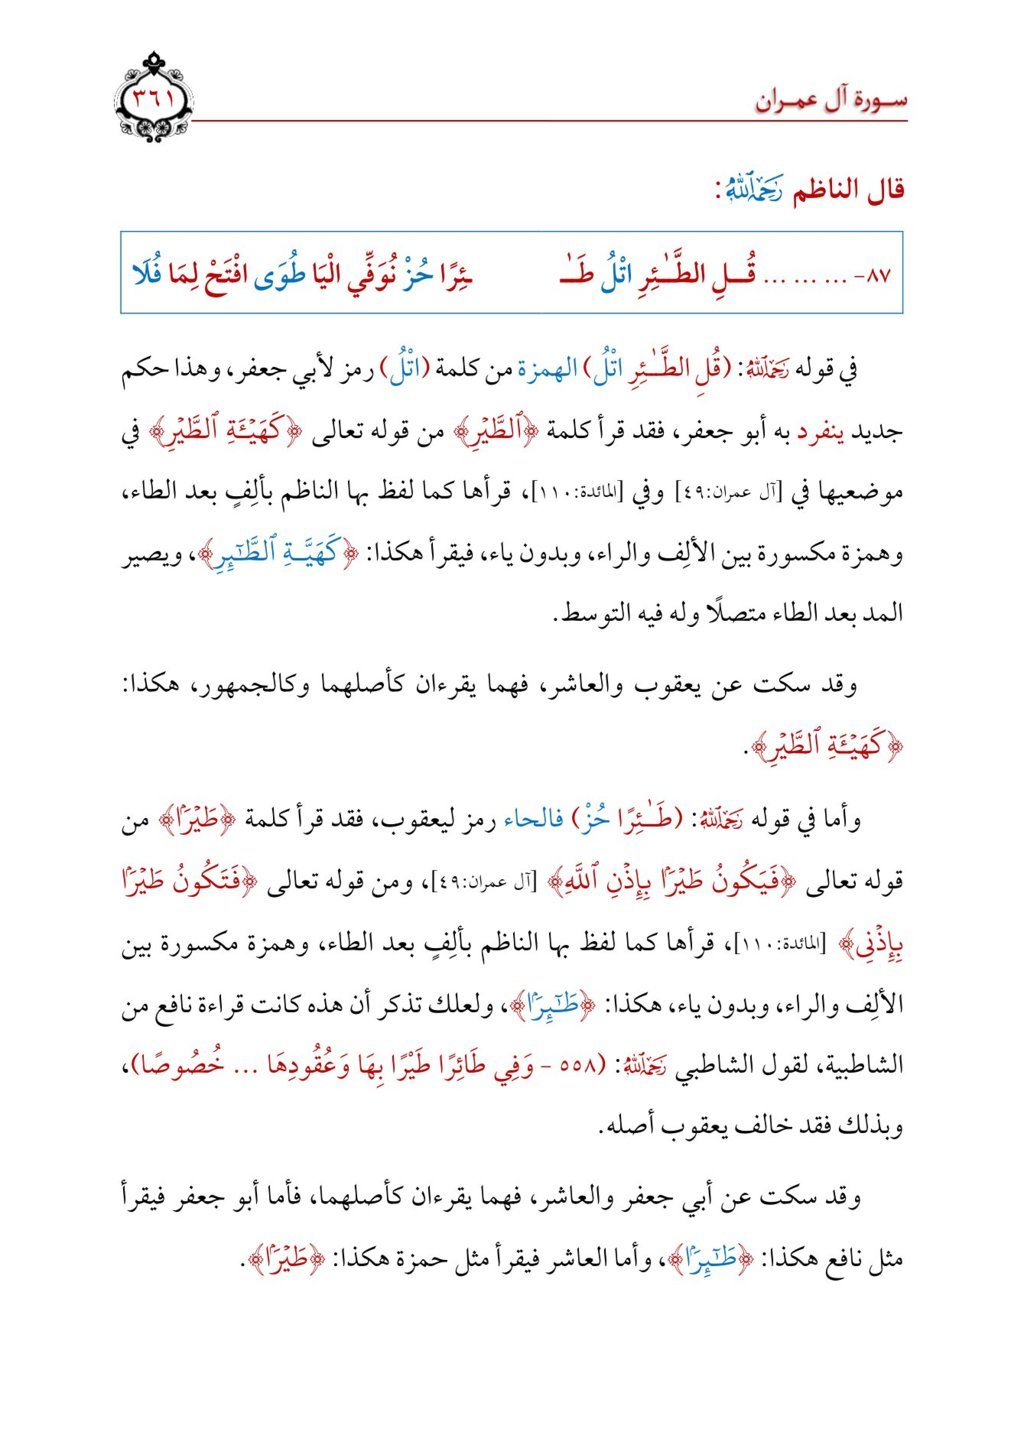 سورة آل عمران
٣٦١
قال الناظم رَحِمَهُ ٱللَّهُ:
٨٧- ... ... ... قُـلِ الطَّـٰئِرِ اتْلُ طَـٰ ـئِرًا حُزْ نُوَفِّي الْيَا طُوَى افْتَحْ لِمَا فُلَا
في قوله رَحِمَهُ ٱللَّهُ: (قُلِ الطَّـٰئِرِ اتْلُ) الهمزة من كلمة (اتْلُ) رمز لأبي جعفر، وهذا حكم
جديد ينفرد به أبو جعفر، فقد قرأ كلمة ﴿ٱلطَّيۡرِ﴾ من قوله تعالى ﴿كَهَيۡـَٔةِ ٱلطَّيۡرِ﴾ في
موضعيها في [آل عمران:٤٩] وفي [المائدة:١١٠]، قرأها كما لفظ بها الناظم بألِفٍ بعد الطاء،
وهمزة مكسورة بين الألِف والراء، وبدون ياء، فيقرأ هكذا: ﴿كَهَيَّـةِ ٱلطَّـٰٓئِرِ﴾، ويصير
المد بعد الطاء متصلًا وله فيه التوسط.
وقد سكت عن يعقوب والعاشر، فهما يقرءان كأصلهما وكالجمهور، هكذا:
﴿كَهَيۡـَٔةِ ٱلطَّيۡرِ﴾.
وأما في قوله رَحِمَهُ ٱللَّهُ: (طَـٰئِرًا حُزْ) فالحاء رمز ليعقوب، فقد قرأ كلمة ﴿طَيۡرَۢا﴾ من
قوله تعالى ﴿فَيَكُونُ طَيۡرَۢا بِإِذۡنِ ٱللَّهِ﴾ [آل عمران:٤٩]، ومن قوله تعالى ﴿فَتَكُونُ طَيۡرَۢا
بِإِذۡنِى﴾ [المائدة:١١٠]، قرأها كما لفظ بها الناظم بألِفٍ بعد الطاء، وهمزة مكسورة بين
الألِف والراء، وبدون ياء، هكذا: ﴿طَـٰٓئِرَۢا﴾، ولعلك تذكر أن هذه كانت قراءة نافع من
الشاطبية، لقول الشاطبي رَحِمَهُ ٱللَّهُ: (٥٥٨ - وَفِي طَائِرًا طَيْرًا بِهَا وَعُقُودِهَا ... خُصُوصًا)،
وبذلك فقد خالف يعقوب أصله.
وقد سكت عن أبي جعفر والعاشر، فهما يقرءان كأصلهما، فأما أبو جعفر فيقرأ
مثل نافع هكذا: ﴿طَـٰٓئِرَۢا﴾، وأما العاشر فيقرأ مثل حمزة هكذا: ﴿طَيۡرَۢا﴾.